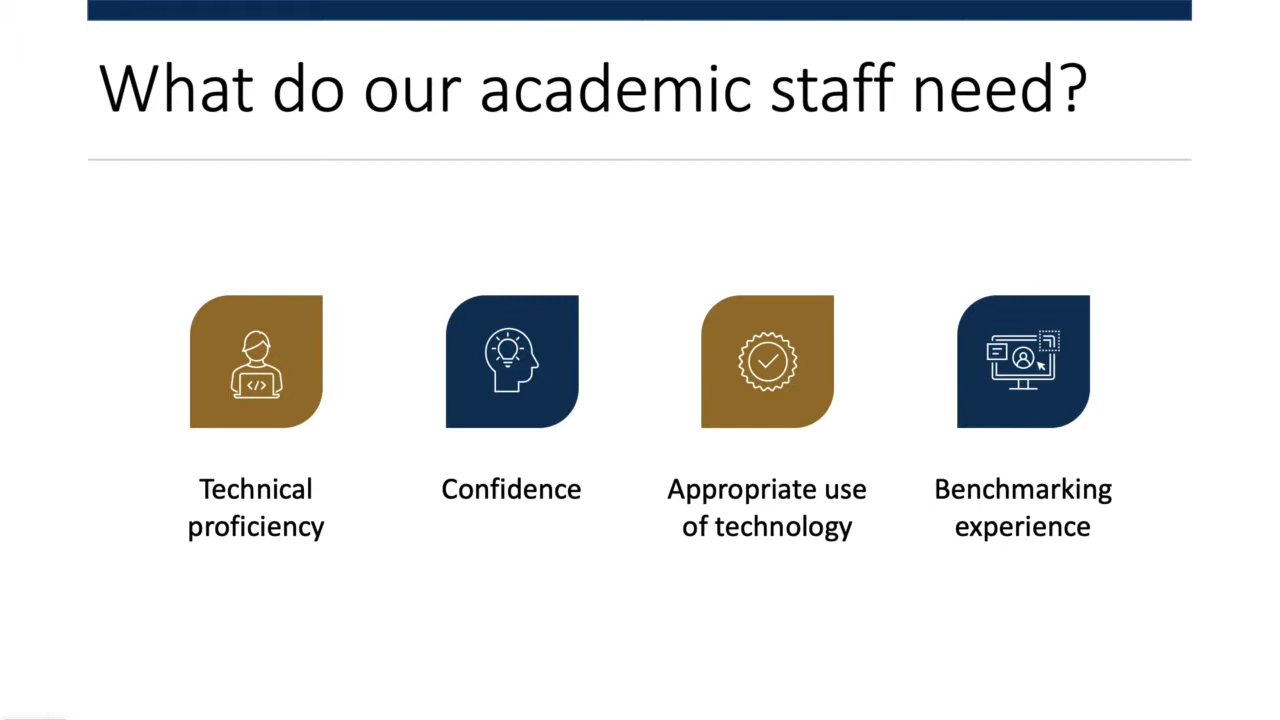 What do our academic staff need?
Technical
proficiency
Confidence
Appropriate use
of technology
Benchmarking
experience